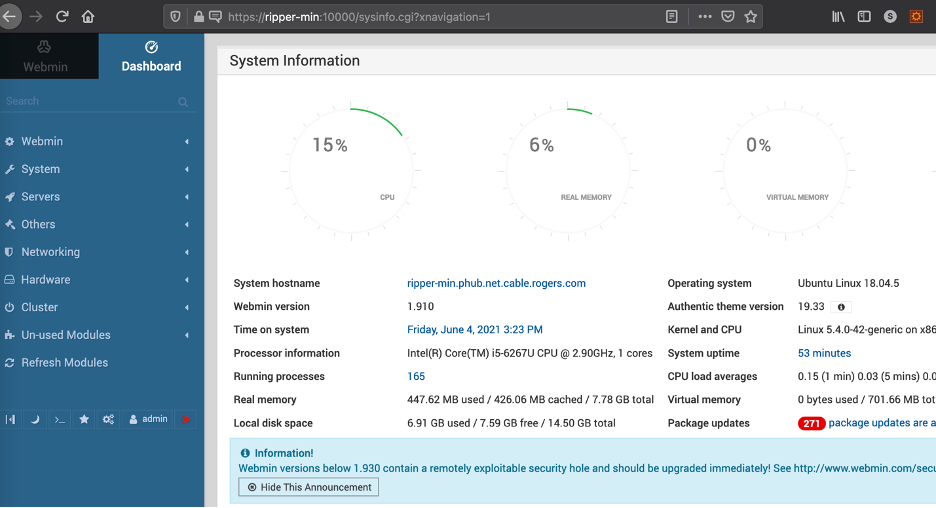 https://ripper-min:10000/sysinfo.cgi?xnavigation=1
S
Webmin
Dashboard
Search
Webmin
System
Servers
Others
Networking
Hardware
Cluster
Un-used Modules
Refresh Modules
admin
System Information
15%
CPU
6%
REAL MEMORY
0%
VIRTUAL MEMORY
System hostname ripper-min.phub.net.cable.rogers.com Operating system Ubuntu Linux 18.04.5
Webmin version 1.910 Authentic theme version 19.33
Time on system Friday, June 4, 2021 3:23 PM Kernel and CPU Linux 5.4.0-42-generic on x86
Processor information Intel(R) Core(TM) i5-6267U CPU @ 2.90GHz, 1 cores System uptime 53 minutes
Running processes 165 CPU load averages 0.15 (1 min) 0.03 (5 mins) 0.0
Real memory 447.62 MB used / 426.06 MB cached / 7.78 GB total Virtual memory 0 bytes used / 701.66 MB tot
Local disk space 6.91 GB used / 7.59 GB free / 14.50 GB total Package updates 271 package updates are a
Information!
Webmin versions below 1.930 contain a remotely exploitable security hole and should be upgraded immediately! See http://www.webmin.com/secu
Hide This Announcement